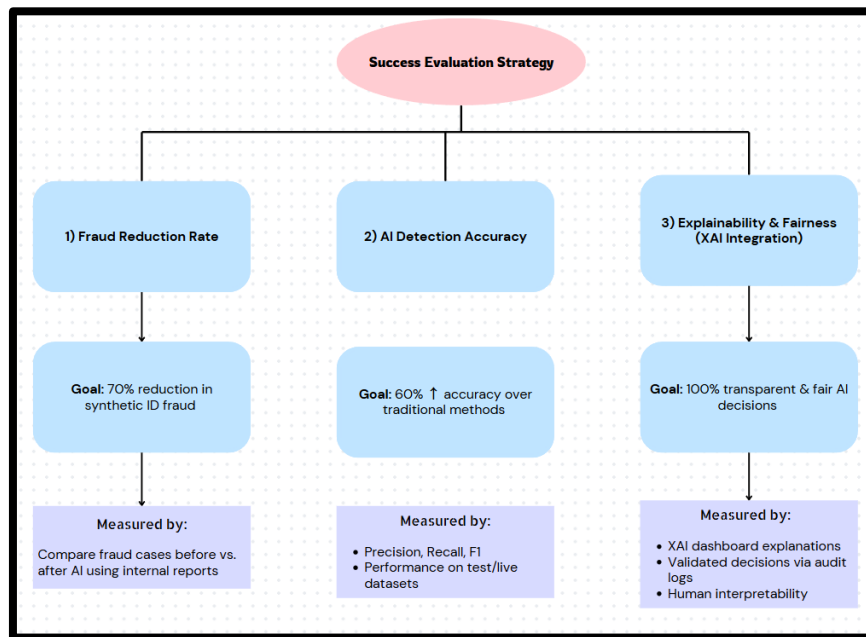 Success Evaluation Strategy
1) Fraud Reduction Rate
Goal: 70% reduction in
synthetic ID fraud
Measured by:
Compare fraud cases before vs.
after AI using internal reports
2) AI Detection Accuracy
Goal: 60% ↑ accuracy over
traditional methods
Measured by:
• Precision, Recall, F1
• Performance on test/live
datasets
3) Explainability & Fairness
(XAI Integration)
Goal: 100% transparent & fair AI
decisions
Measured by:
• XAI dashboard explanations
• Validated decisions via audit
logs
• Human interpretability